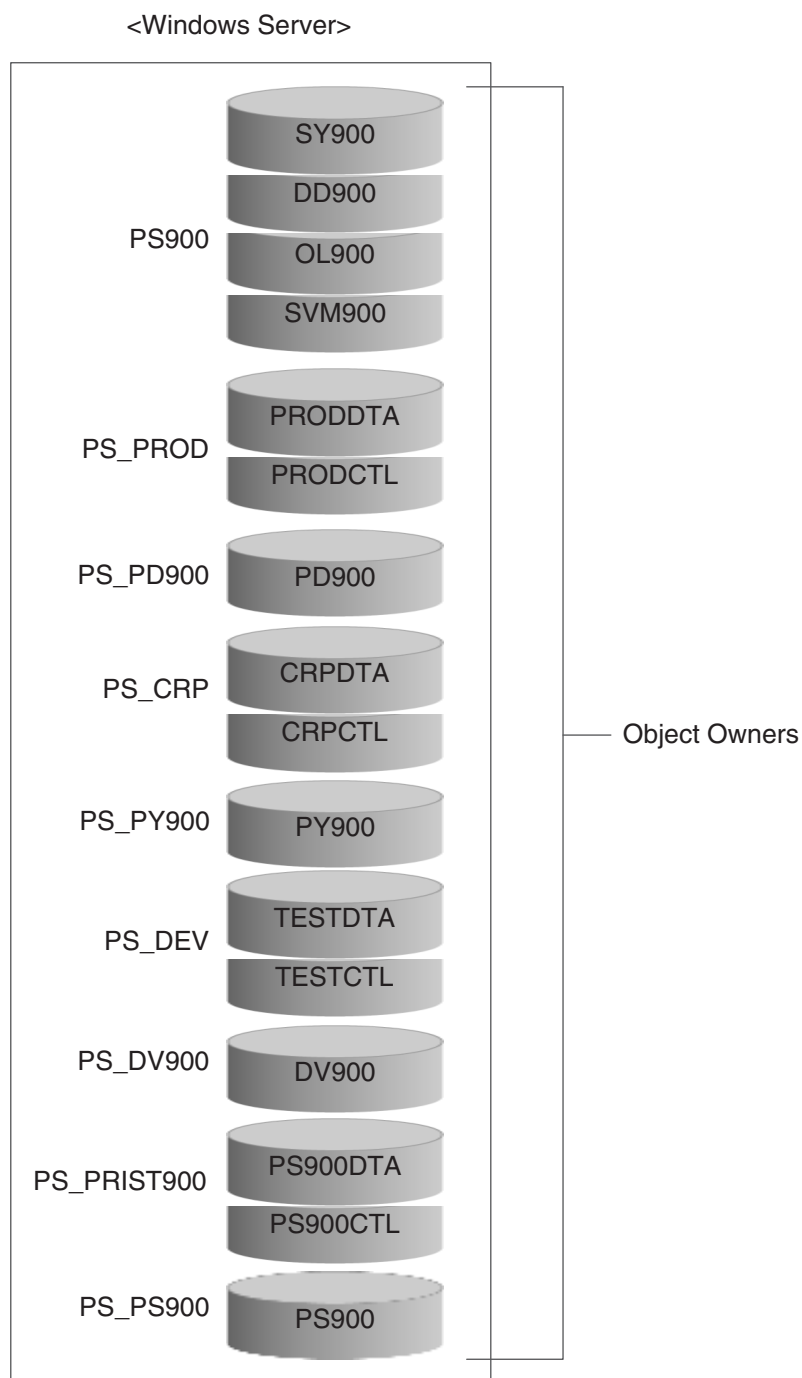 <Windows Server>
PS900
SY900
DD900
OL900
SVM900
PS_PROD
PRODDTA
PRODCTL
PS_PD900
PD900
PS_CRP
CRPDTA
CRPCTL
Object Owners
PS_PY900
PY900
PS_DEV
TESTDTA
TESTCTL
PS_DV900
DV900
PS_PRIST900
PS900DTA
PS900CTL
PS_PS900
PS900